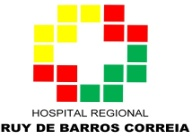 HOSPITAL REGIONAL
RUY DE BARROS CORREIA